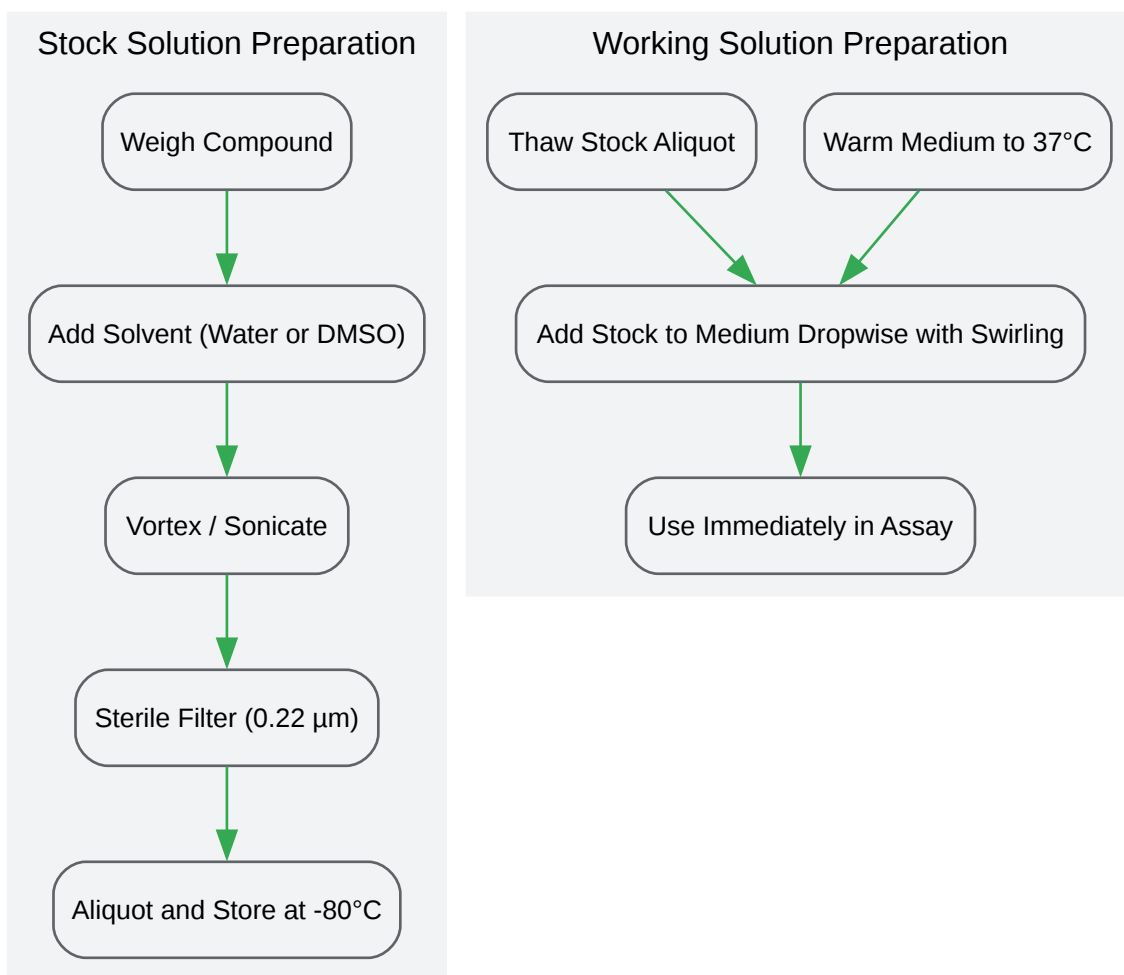 Stock Solution Preparation
Weigh Compound
Add Solvent (Water or DMSO)
Vortex / Sonicate
Sterile Filter (0.22 µm)
Aliquot and Store at -80°C
Working Solution Preparation
Thaw Stock Aliquot
Warm Medium to 37°C
Add Stock to Medium Dropwise with Swirling
Use Immediately in Assay